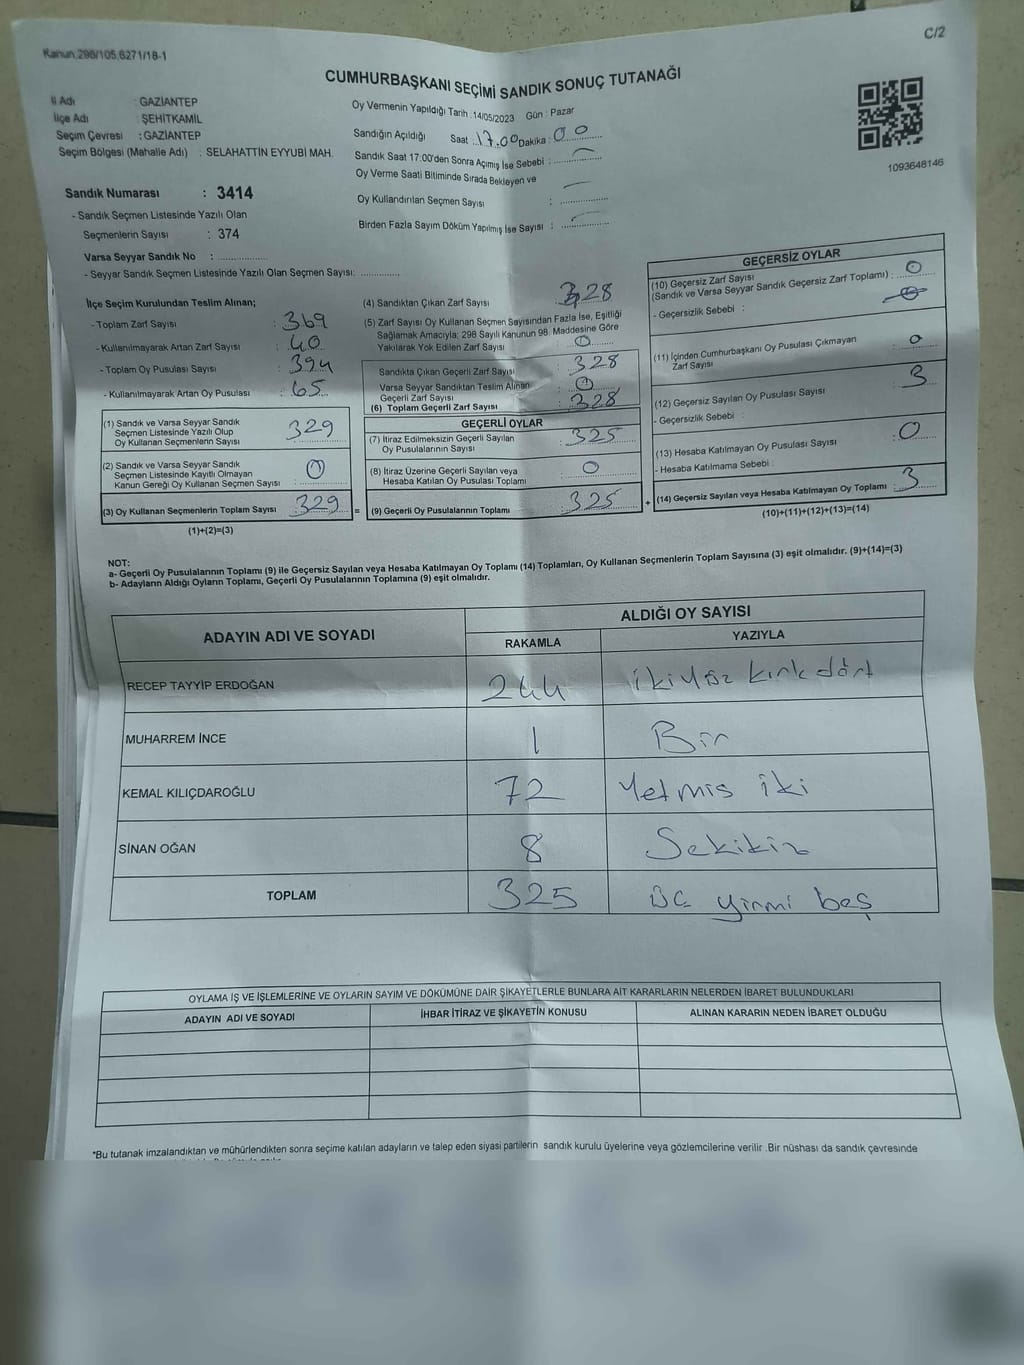 Kanun.298/105.6271/18-1
C/2
CUMHURBAŞKANI SEÇİMİ SANDIK SONUÇ TUTANAĞI
İl Adı : GAZİANTEP
İlçe Adı : ŞEHİTKAMİL
Seçim Çevresi : GAZİANTEP
Seçim Bölgesi (Mahalle Adı) : SELAHATTİN EYYUBİ MAH.
Oy Vermenin Yapıldığı Tarih : 14/05/2023 Gün : Pazar
Sandığın Açıldığı Saat 17.00 Dakika : 00
Sandık Saat 17:00'den Sonra Açımış İse Sebebi :
Oy Verme Saati Bitiminde Sırada Bekleyen ve
Oy Kullandırılan Seçmen Sayısı :
Birden Fazla Sayım Döküm Yapılmış İse Sayısı :
1093648146
Sandık Numarası : 3414
- Sandık Seçmen Listesinde Yazılı Olan
Seçmenlerin Sayısı : 374
Varsa Seyyar Sandık No :
- Seyyar Sandık Seçmen Listesinde Yazılı Olan Seçmen Sayısı:
İlçe Seçim Kurulundan Teslim Alınan;
- Toplam Zarf Sayısı : 369
- Kullanılmayarak Artan Zarf Sayısı : 40
- Toplam Oy Pusulası Sayısı : 394
- Kullanılmayarak Artan Oy Pusulası : 65
(1) Sandık ve Varsa Seyyar Sandık
Seçmen Listesinde Yazılı Olup
Oy Kullanan Seçmenlerin Sayısı : 329
(2) Sandık ve Varsa Seyyar Sandık
Seçmen Listesinde Kayıtlı Olmayan
Kanun Gereği Oy Kullanan Seçmen Sayısı : 0
(3) Oy Kullanan Seçmenlerin Toplam Sayısı : 329 =
(1)+(2)=(3)
(4) Sandıktan Çıkan Zarf Sayısı : 328
(5) Zarf Sayısı Oy Kullanan Seçmen Sayısından Fazla İse, Eşitliği
Sağlamak Amacıyla; 298 Sayılı Kanunun 98. Maddesine Göre
Yakılarak Yok Edilen Zarf Sayısı : 0
Sandıkta Çıkan Geçerli Zarf Sayısı : 328
Varsa Seyyar Sandıktan Teslim Alınan
Geçerli Zarf Sayısı : 0
(6) Toplam Geçerli Zarf Sayısı : 328
GEÇERLİ OYLAR
(7) İtiraz Edilmeksizin Geçerli Sayılan
Oy Pusulalarının Sayısı : 325
(8) İtiraz Üzerine Geçerli Sayılan veya
Hesaba Katılan Oy Pusulası Toplamı : 0
(9) Geçerli Oy Pusulalarının Toplamı : 325 +
GEÇERSİZ OYLAR
(10) Geçersiz Zarf Sayısı
(Sandık ve Varsa Seyyar Sandık Geçersiz Zarf Toplamı) : 0
- Geçersizlik Sebebi :
(11) İçinden Cumhurbaşkanı Oy Pusulası Çıkmayan
Zarf Sayısı : 0
(12) Geçersiz Sayılan Oy Pusulası Sayısı : 3
- Geçersizlik Sebebi :
(13) Hesaba Katılmayan Oy Pusulası Sayısı : 0
- Hesaba Katılmama Sebebi :
(14) Geçersiz Sayılan veya Hesaba Katılmayan Oy Toplamı : 3
(10)+(11)+(12)+(13)=(14)
NOT:
a- Geçerli Oy Pusulalarının Toplamı (9) ile Geçersiz Sayılan veya Hesaba Katılmayan Oy Toplamı (14) Toplamları, Oy Kullanan Seçmenlerin Toplam Sayısına (3) eşit olmalıdır. (9)+(14)=(3)
b- Adayların Aldığı Oyların Toplamı, Geçerli Oy Pusulalarının Toplamına (9) eşit olmalıdır.
ADAYIN ADI VE SOYADI
ALDIĞI OY SAYISI
RAKAMLA YAZIYLA
RECEP TAYYİP ERDOĞAN 244 ikiyüz kırk dört
MUHARREM İNCE 1 Bir
KEMAL KILIÇDAROĞLU 72 Yetmis iki
SİNAN OĞAN 8 Sekikiz
TOPLAM 325 üç yirmi beş
OYLAMA İŞ VE İŞLEMLERİNE VE OYLARIN SAYIM VE DÖKÜMÜNE DAİR ŞİKAYETLERLE BUNLARA AİT KARARLARIN NELERDEN İBARET BULUNDUKLARI
ADAYIN ADI VE SOYADI İHBAR İTİRAZ VE ŞİKAYETİN KONUSU ALINAN KARARIN NEDEN İBARET OLDUĞU
*Bu tutanak imzalandıktan ve mühürlendikten sonra seçime katılan adayların ve talep eden siyasi partilerin sandık kurulu üyelerine veya gözlemcilerine verilir .Bir nüshası da sandık çevresinde